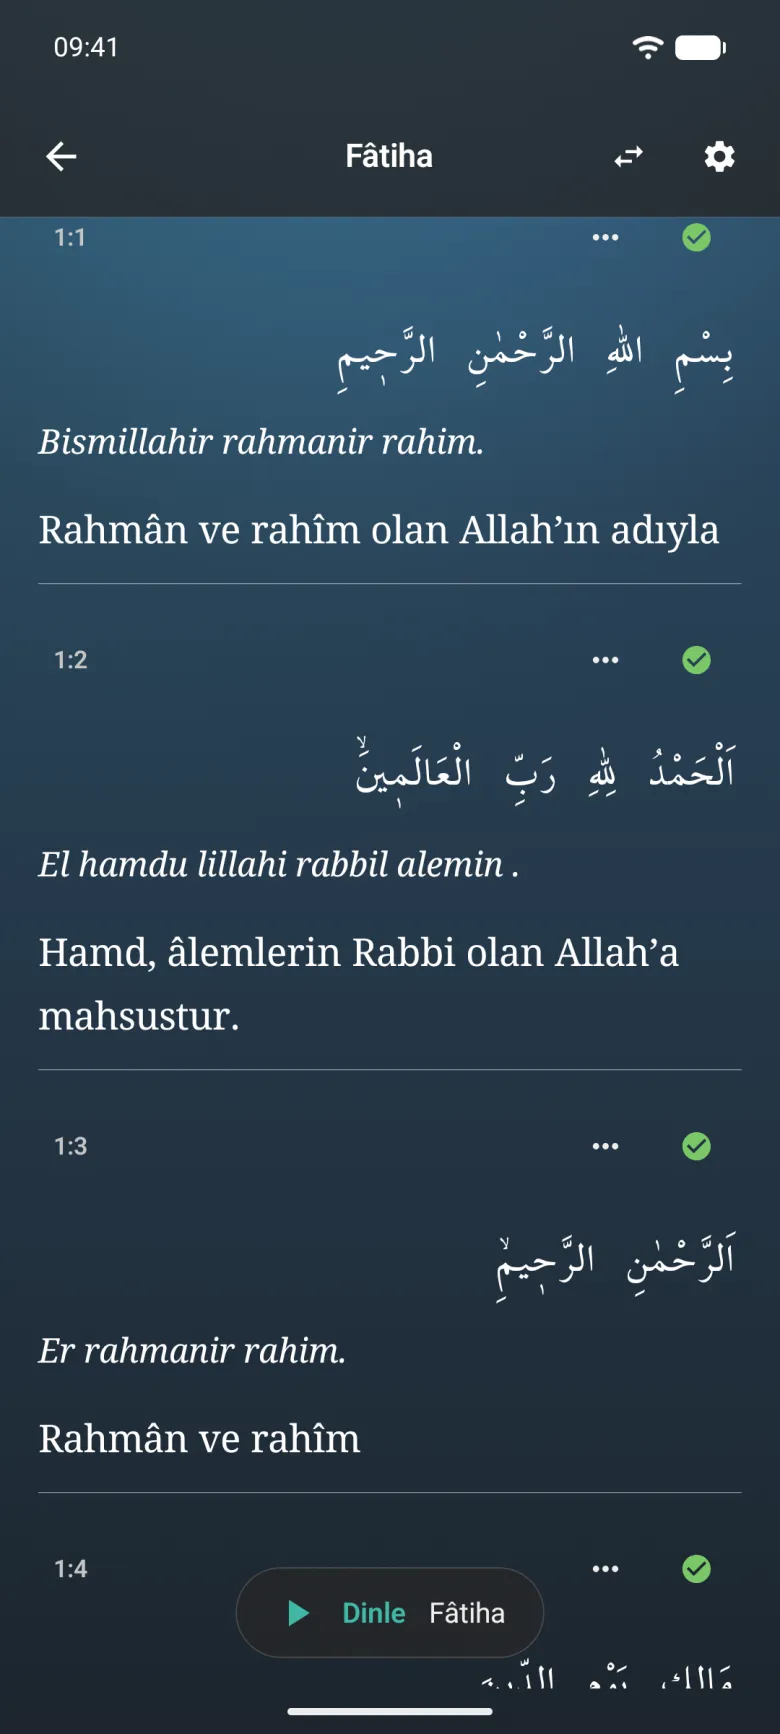 09:41
Fâtiha
1:1
بِسْمِ اللّٰهِ الرَّحْمٰنِ الرَّح۪يمِ
Bismillahir rahmanir rahim.
Rahmân ve rahîm olan Allah’ın adıyla
1:2
اَلْحَمْدُ لِلّٰهِ رَبِّ الْعَالَم۪ينَۙ
El hamdu lillahi rabbil alemin .
Hamd, âlemlerin Rabbi olan Allah’a
mahsustur.
1:3
اَلرَّحْمٰنِ الرَّح۪يمِۙ
Er rahmanir rahim.
Rahmân ve rahîm
1:4
Dinle Fâtiha